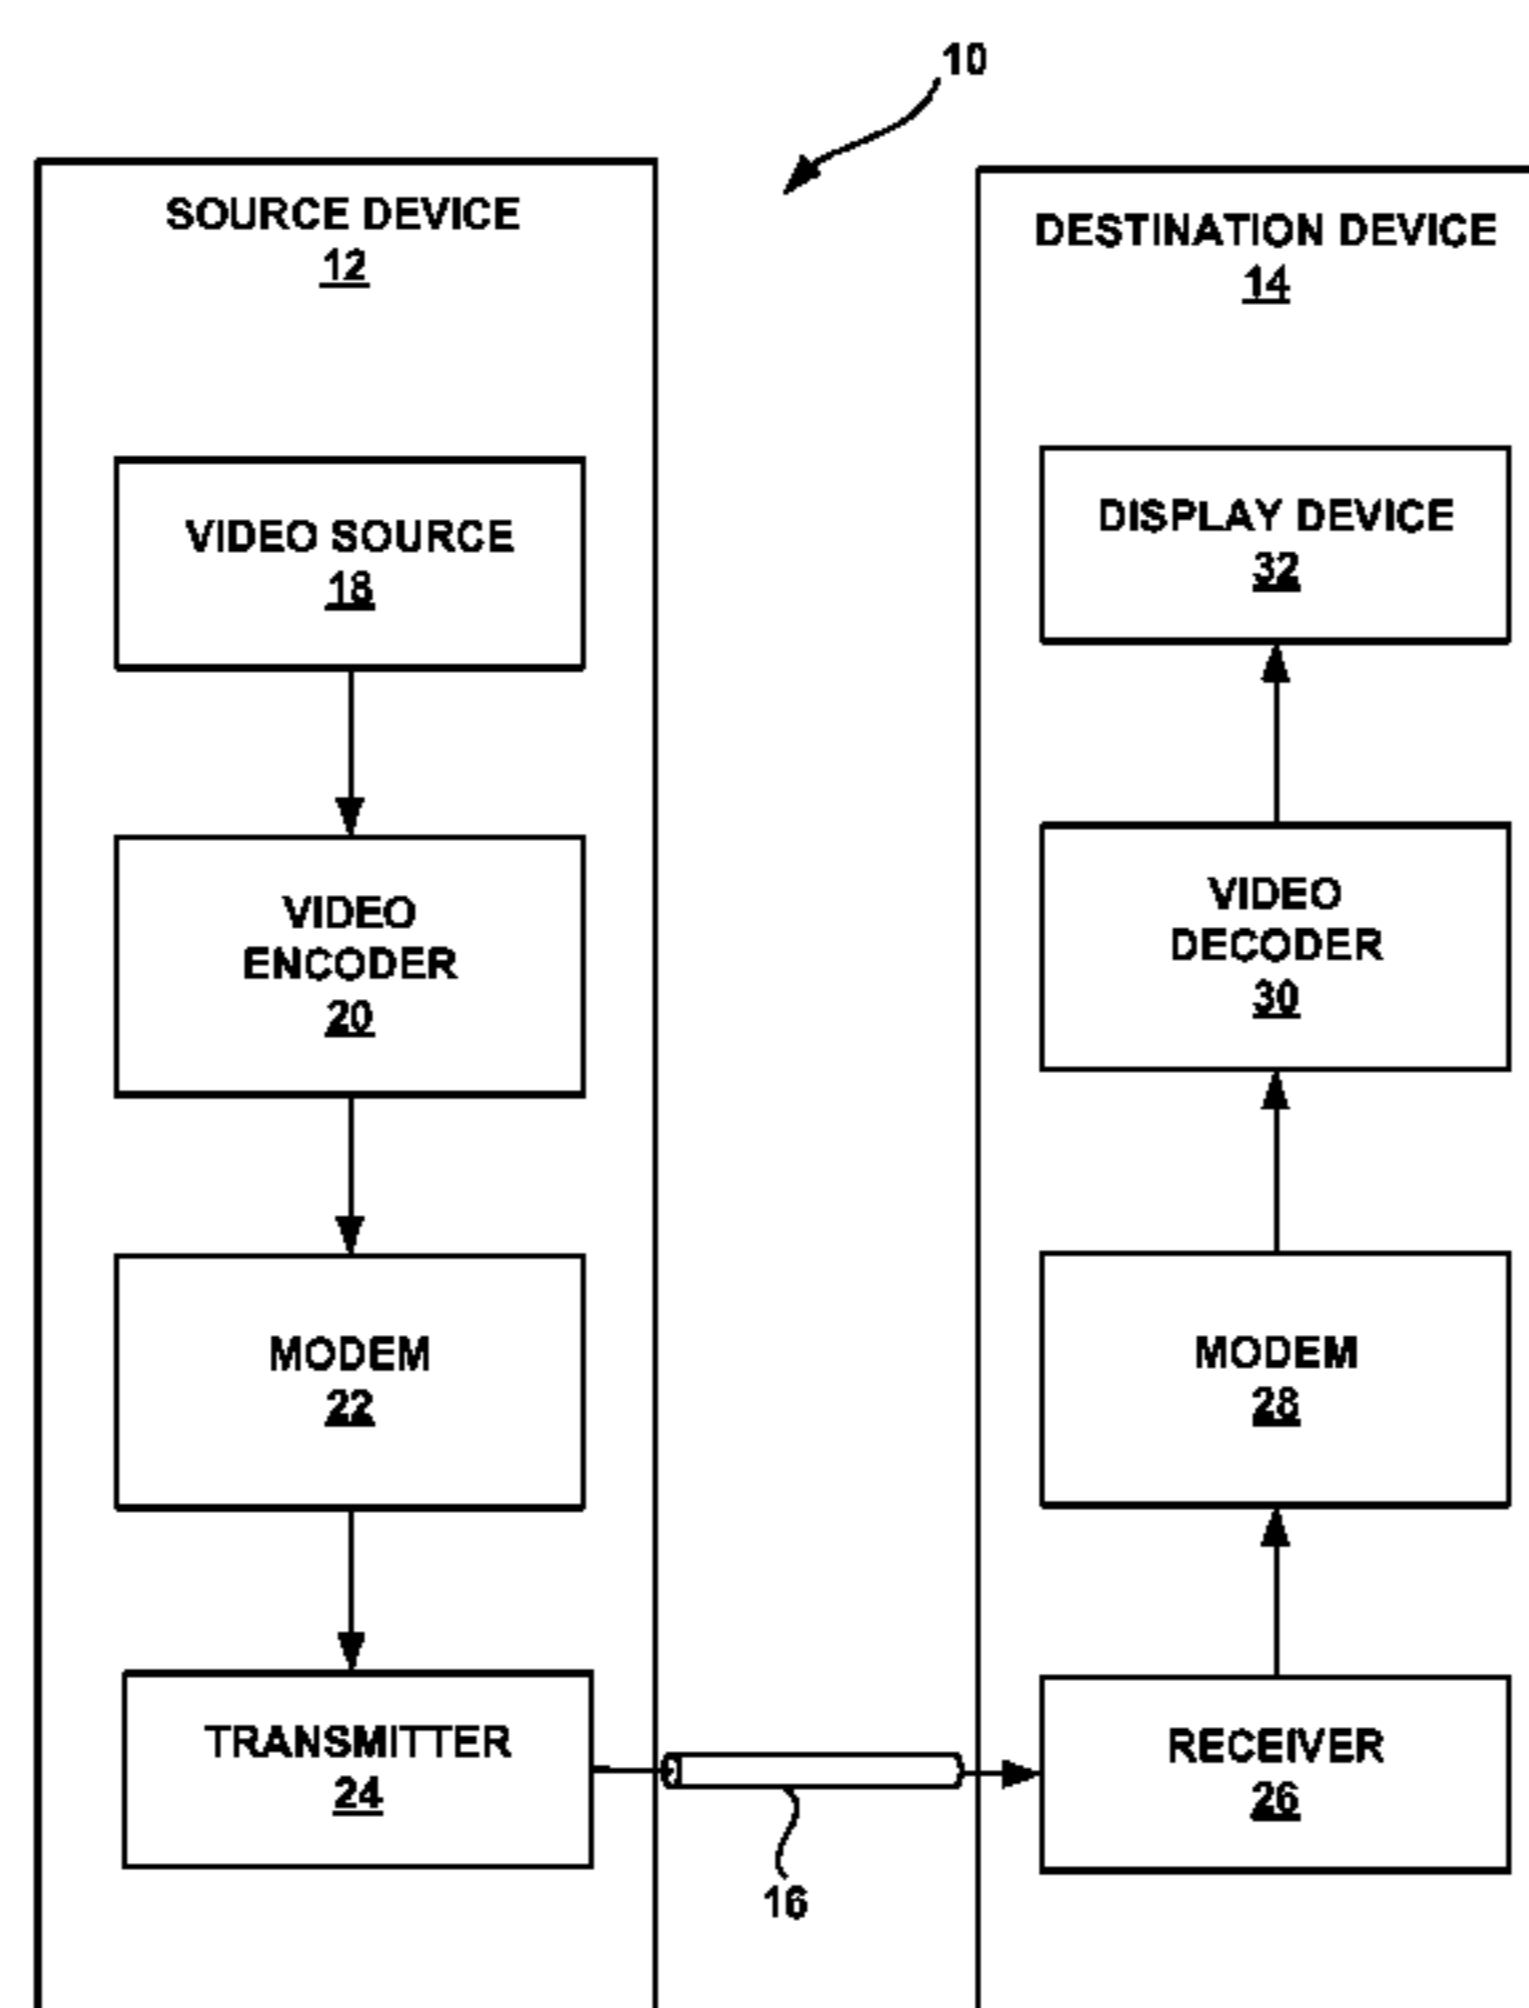 10
SOURCE DEVICE
12
VIDEO SOURCE
18
VIDEO
ENCODER
20
MODEM
22
TRANSMITTER
24
16
DESTINATION DEVICE
14
DISPLAY DEVICE
32
VIDEO
DECODER
30
MODEM
28
RECEIVER
26